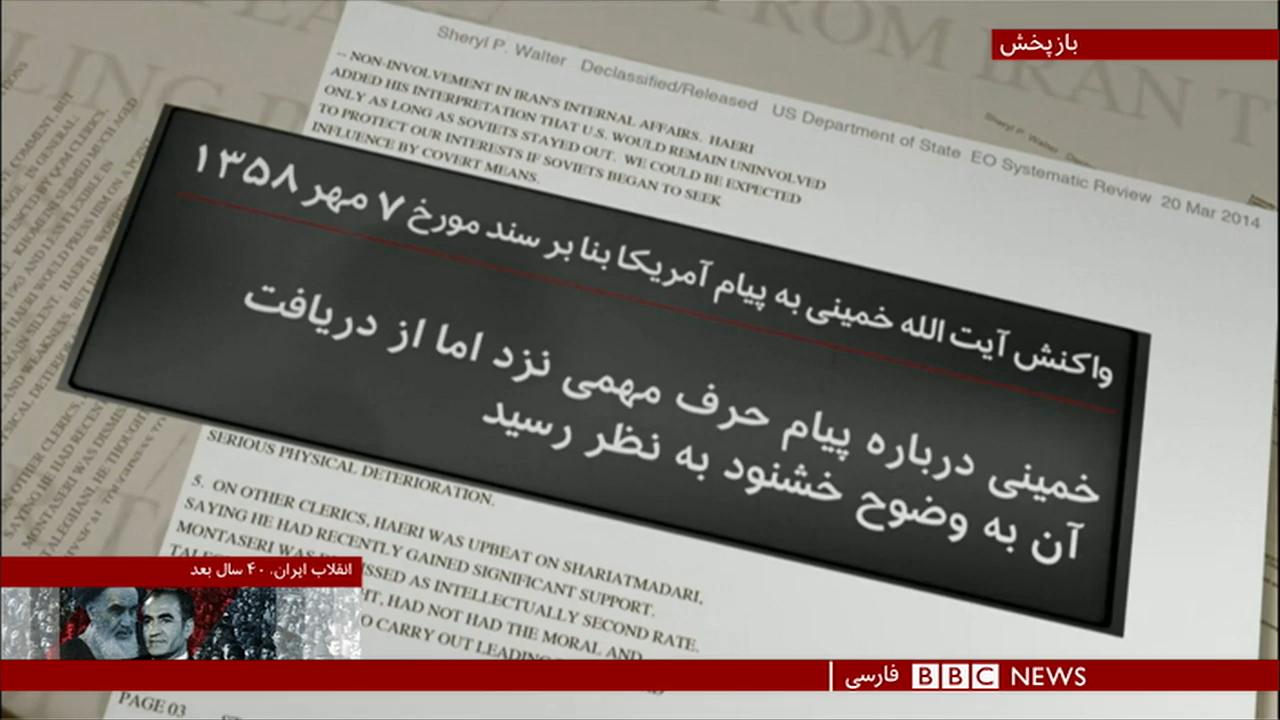 بازپخش
Sheryl P. Walter Declassified/Released US Department of State EO Systematic Review 20 Mar 2014
-- NON-INVOLVEMENT IN IRAN'S INTERNAL AFFAIRS. HAERI
ADDED HIS INTERPRETATION THAT U.S. WOULD REMAIN UNINVOLVED
ONLY AS LONG AS SOVIETS STAYED OUT. WE COULD BE EXPECTED
TO PROTECT OUR INTERESTS IF SOVIETS BEGAN TO SEEK
INFLUENCE BY COVERT MEANS.
واکنش آیت الله خمینی به پیام آمریکا بنا بر سند مورخ ۷ مهر ۱۳۵۸
خمینی درباره پیام حرف مهمی نزد اما از دریافت
آن به وضوح خشنود به نظر رسید
SERIOUS PHYSICAL DETERIORATION.
5. ON OTHER CLERICS, HAERI WAS UPBEAT ON SHARIATMADARI,
SAYING HE HAD RECENTLY GAINED SIGNIFICANT SUPPORT.
MONTASERI WAS DISMISSED AS INTELLECTUALLY SECOND RATE.
HAD NOT HAD THE MORAL AND
TO CARRY OUT LEADING
PAGE 03
انقلاب ایران، ۴۰ سال بعد
BBC NEWS فارسی